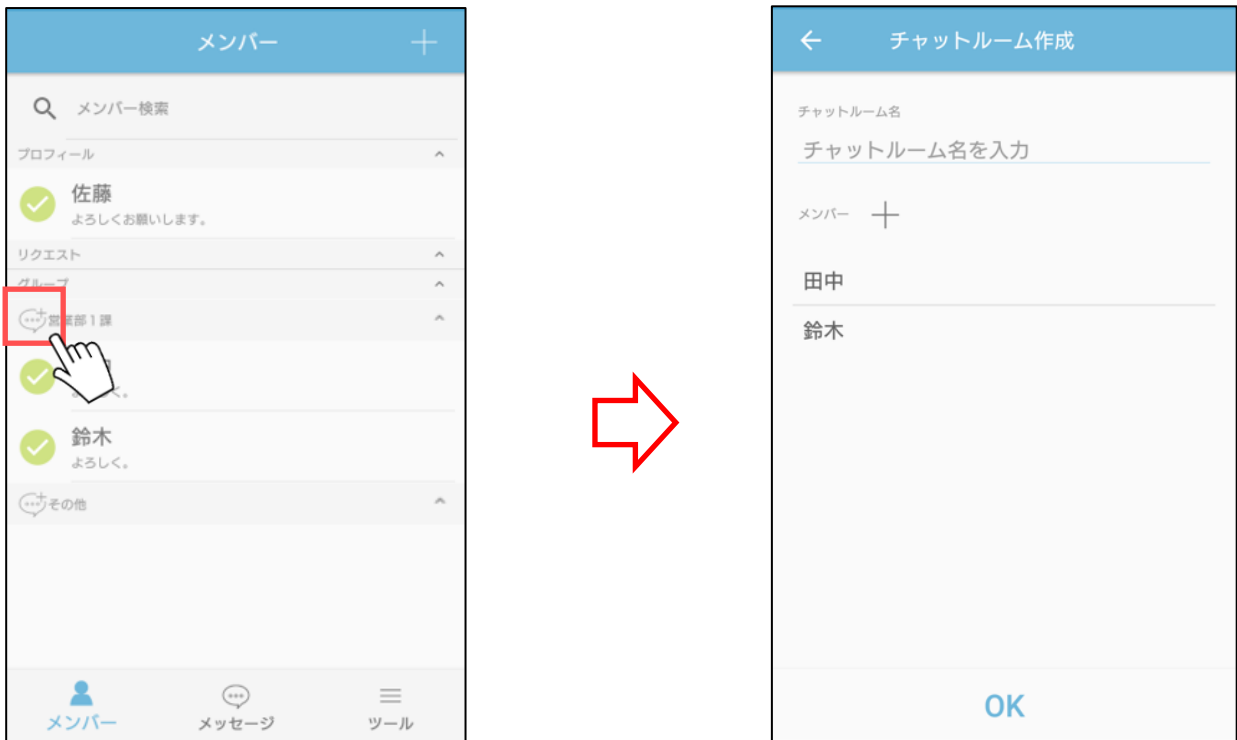 メンバー
メンバー検索
プロフィール
佐藤
よろしくお願いします。
リクエスト
グループ
営業部1課
鈴木
よろしく。
その他
メンバー
メッセージ
ツール
チャットルーム作成
チャットルーム名
チャットルーム名を入力
メンバー
田中
鈴木
OK